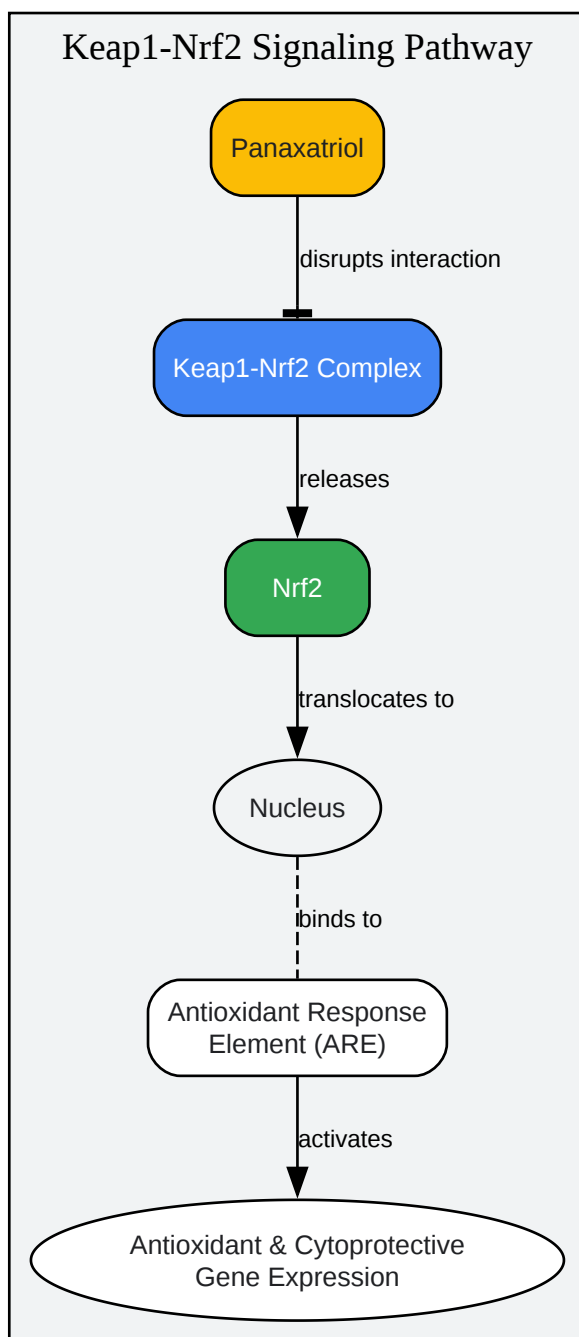 Keap1-Nrf2 Signaling Pathway
Panaxatriol
disrupts interaction
Keap1-Nrf2 Complex
releases
Nrf2
translocates to
Nucleus
binds to
Antioxidant Response
Element (ARE)
activates
Antioxidant & Cytoprotective
Gene Expression